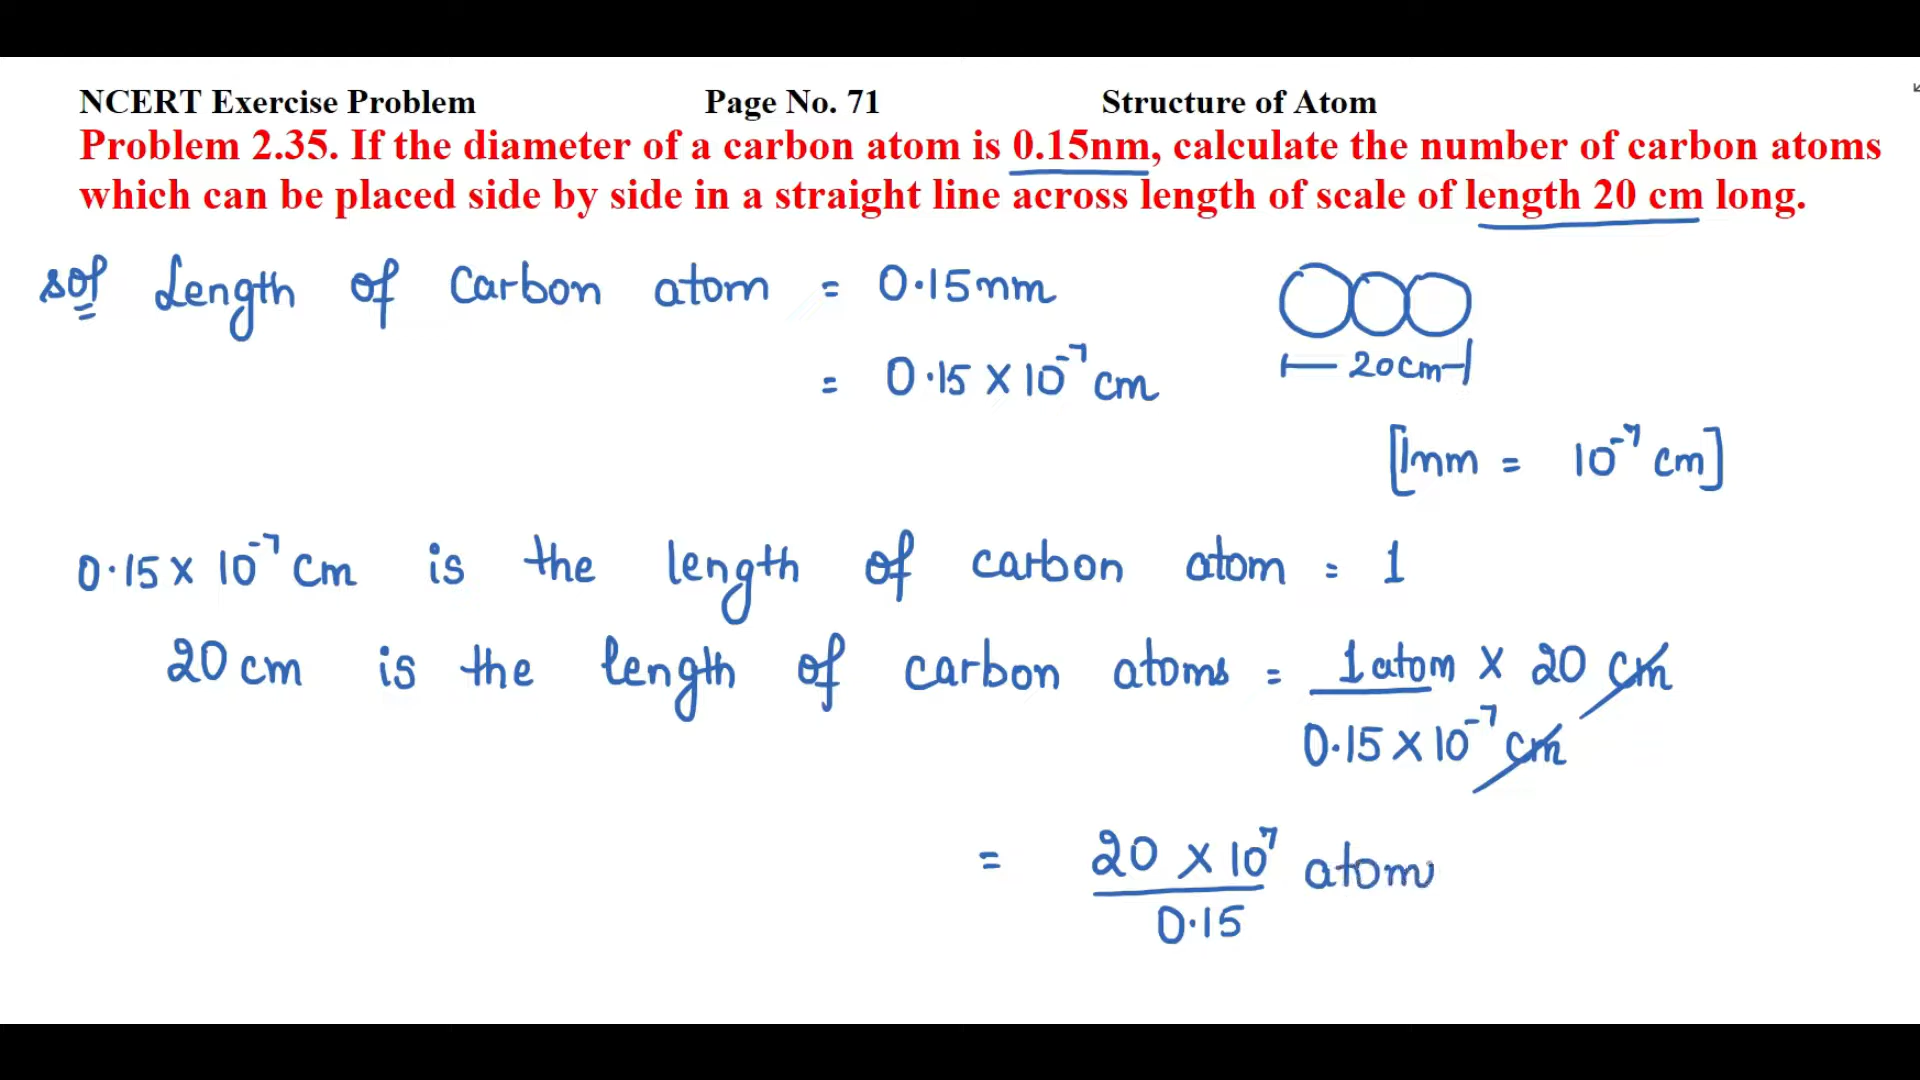 NCERT Exercise Problem Page No. 71 Structure of Atom
Problem 2.35. If the diameter of a carbon atom is 0.15nm, calculate the number of carbon atoms
which can be placed side by side in a straight line across length of scale of length 20 cm long.
sol Length of Carbon atom = 0.15nm
= 0.15 × 10⁻⁷ cm
20cm
[1nm = 10⁻⁷ cm]
0.15 × 10⁻⁷ cm is the length of carbon atom = 1
20 cm is the length of carbon atoms = 1 atom × 20 cm
0.15 × 10⁻⁷ cm
= 20 × 10⁷ atom
0.15